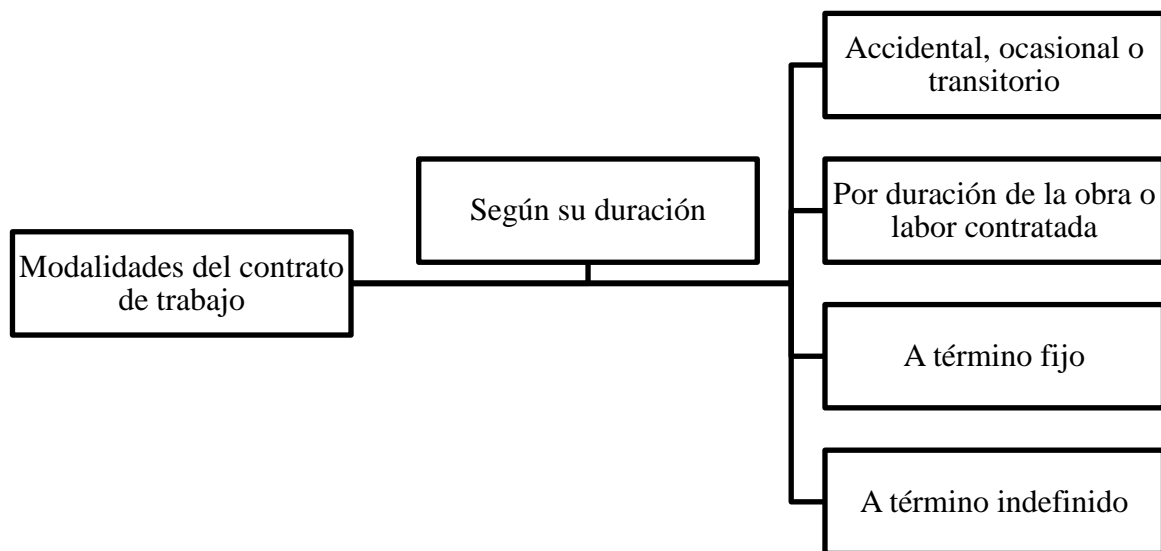 Modalidades del contrato
de trabajo
Según su duración
Accidental, ocasional o
transitorio
Por duración de la obra o
labor contratada
A término fijo
A término indefinido